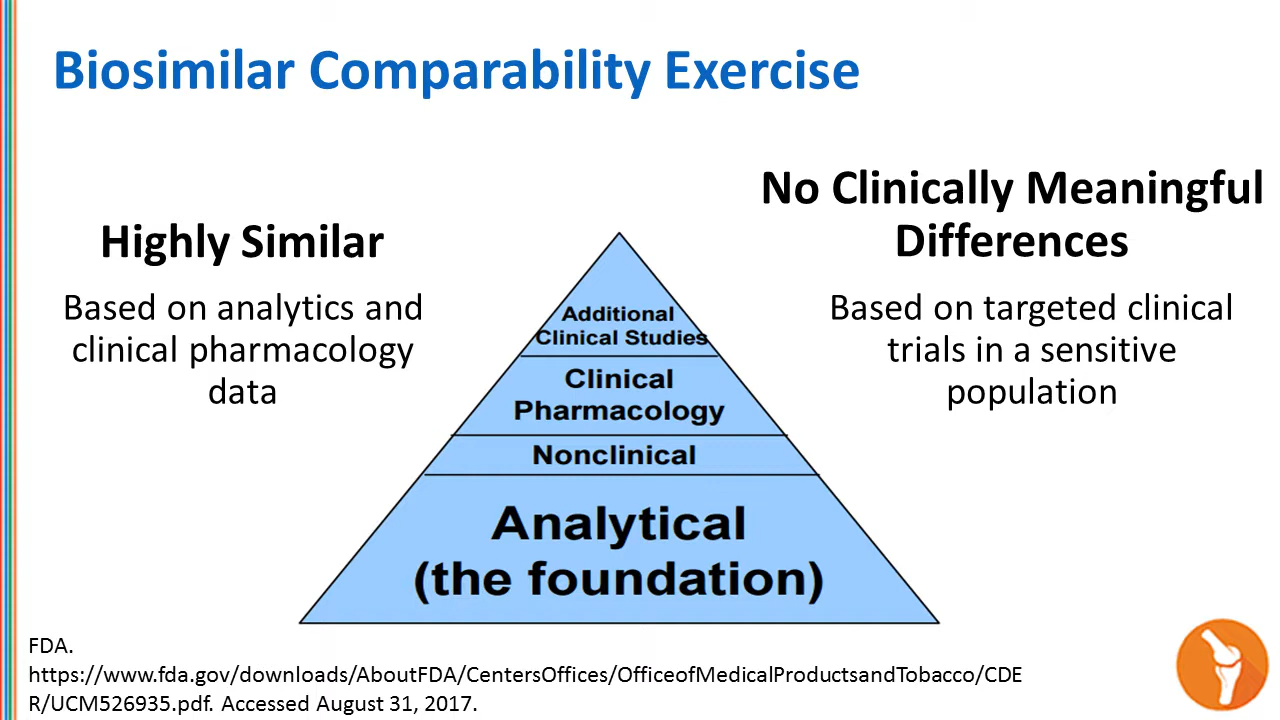 Biosimilar Comparability Exercise
Highly Similar
Based on analytics and
clinical pharmacology
data
No Clinically Meaningful
Differences
Based on targeted clinical
trials in a sensitive
population
Additional
Clinical Studies
Clinical
Pharmacology
Nonclinical
Analytical
(the foundation)
FDA.
https://www.fda.gov/downloads/AboutFDA/CentersOffices/OfficeofMedicalProductsandTobacco/CDE
R/UCM526935.pdf. Accessed August 31, 2017.